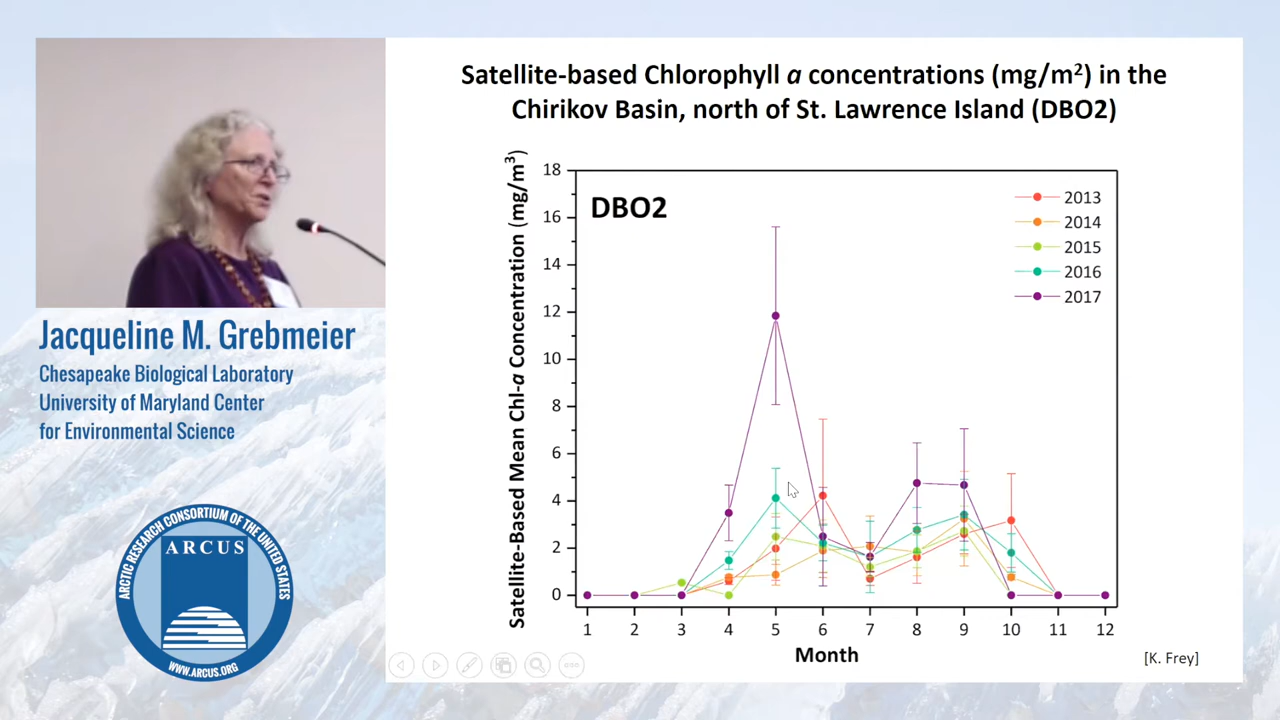 Satellite-based Chlorophyll a concentrations (mg/m²) in the
Chirikov Basin, north of St. Lawrence Island (DBO2)
Satellite-Based Mean Chl-a Concentration (mg/m³)
18
16
14
12
10
8
6
4
2
0
DBO2
2013
2014
2015
2016
2017
1 2 3 4 5 6 7 8 9 10 11 12
Month
[K. Frey]
Jacqueline M. Grebmeier
Chesapeake Biological Laboratory
University of Maryland Center
for Environmental Science
ARCTIC RESEARCH CONSORTIUM OF THE UNITED STATES
ARCUS
WWW.ARCUS.ORG